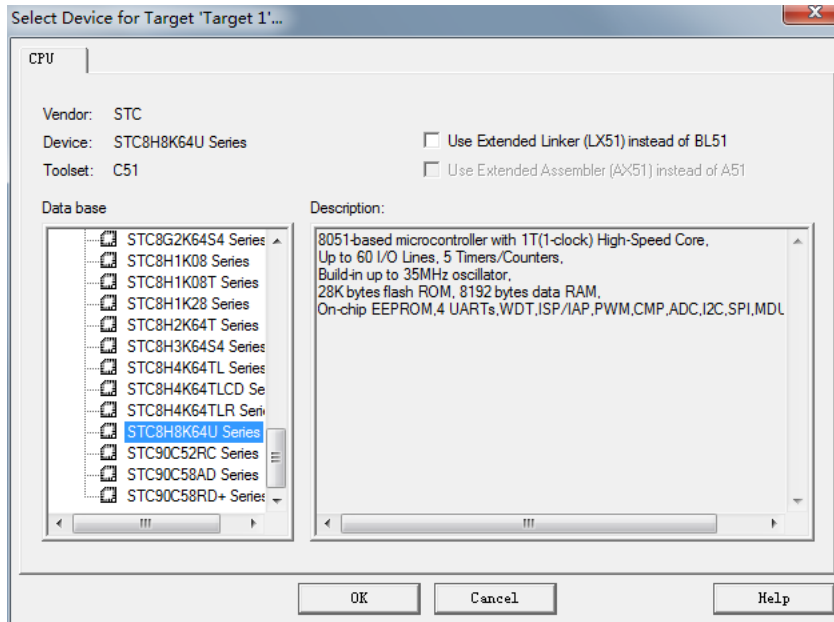 Select Device for Target 'Target 1'...
CPU
Vendor: STC
Device: STC8H8K64U Series
Toolset: C51
Use Extended Linker (LX51) instead of BL51
Use Extended Assembler (AX51) instead of A51
Data base
STC8G2K64S4 Series
STC8H1K08 Series
STC8H1K08T Series
STC8H1K28 Series
STC8H2K64T Series
STC8H3K64S4 Series
STC8H4K64TL Series
STC8H4K64TLCD Se
STC8H4K64TLR Seri
STC8H8K64U Series
STC90C52RC Series
STC90C58AD Series
STC90C58RD+ Series
Description:
8051-based microcontroller with 1T(1-clock) High-Speed Core,
Up to 60 I/O Lines, 5 Timers/Counters,
Build-in up to 35MHz oscillator,
28K bytes flash ROM, 8192 bytes data RAM,
On-chip EEPROM,4 UARTs,WDT,ISP/IAP,PWM,CMP,ADC,I2C,SPI,MDU
OK
Cancel
Help